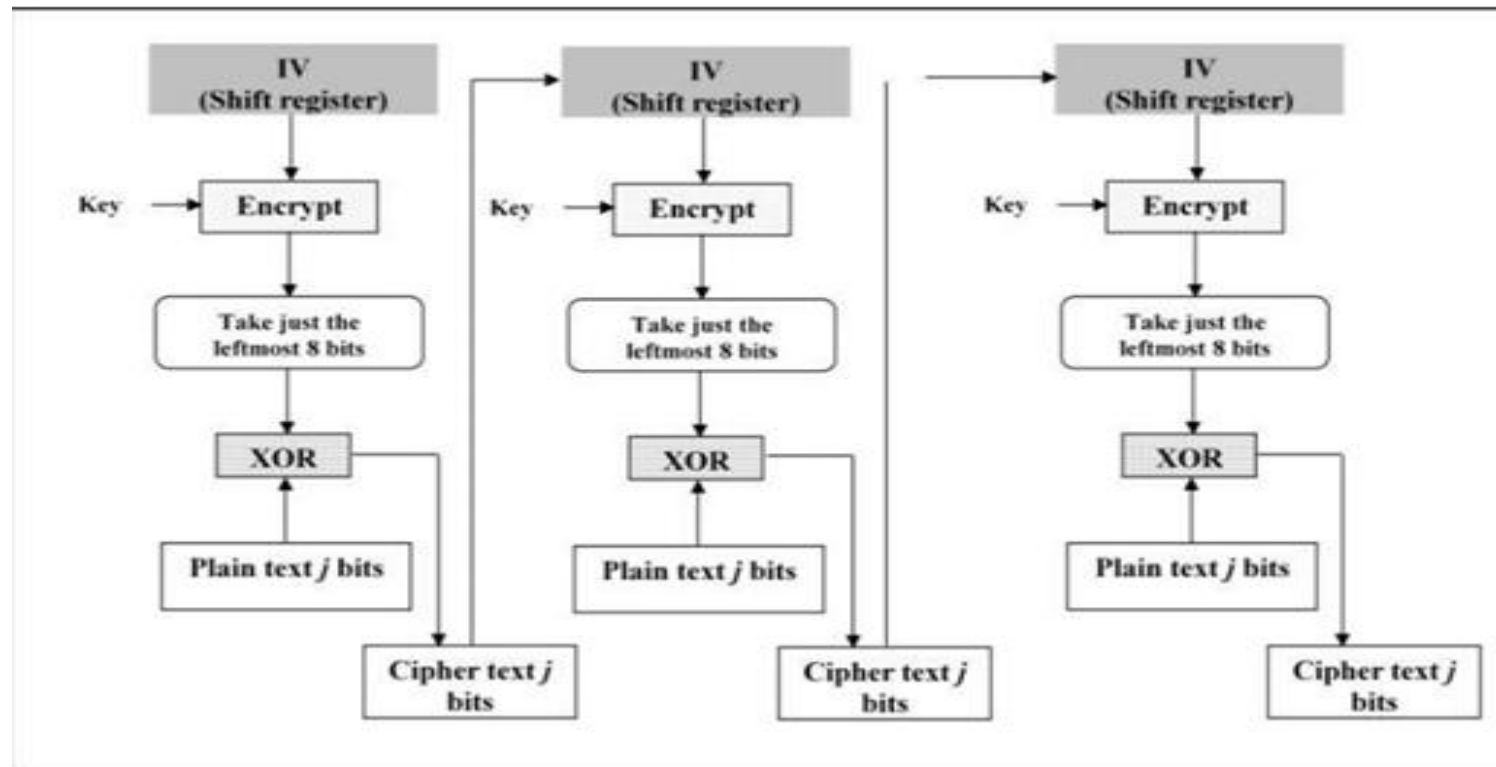 IV
(Shift register)
Key
Encrypt
Take just the
leftmost 8 bits
XOR
Plain text j bits
Cipher text j
bits
IV
(Shift register)
Key
Encrypt
Take just the
leftmost 8 bits
XOR
Plain text j bits
Cipher text j
bits
IV
(Shift register)
Key
Encrypt
Take just the
leftmost 8 bits
XOR
Plain text j bits
Cipher text j
bits